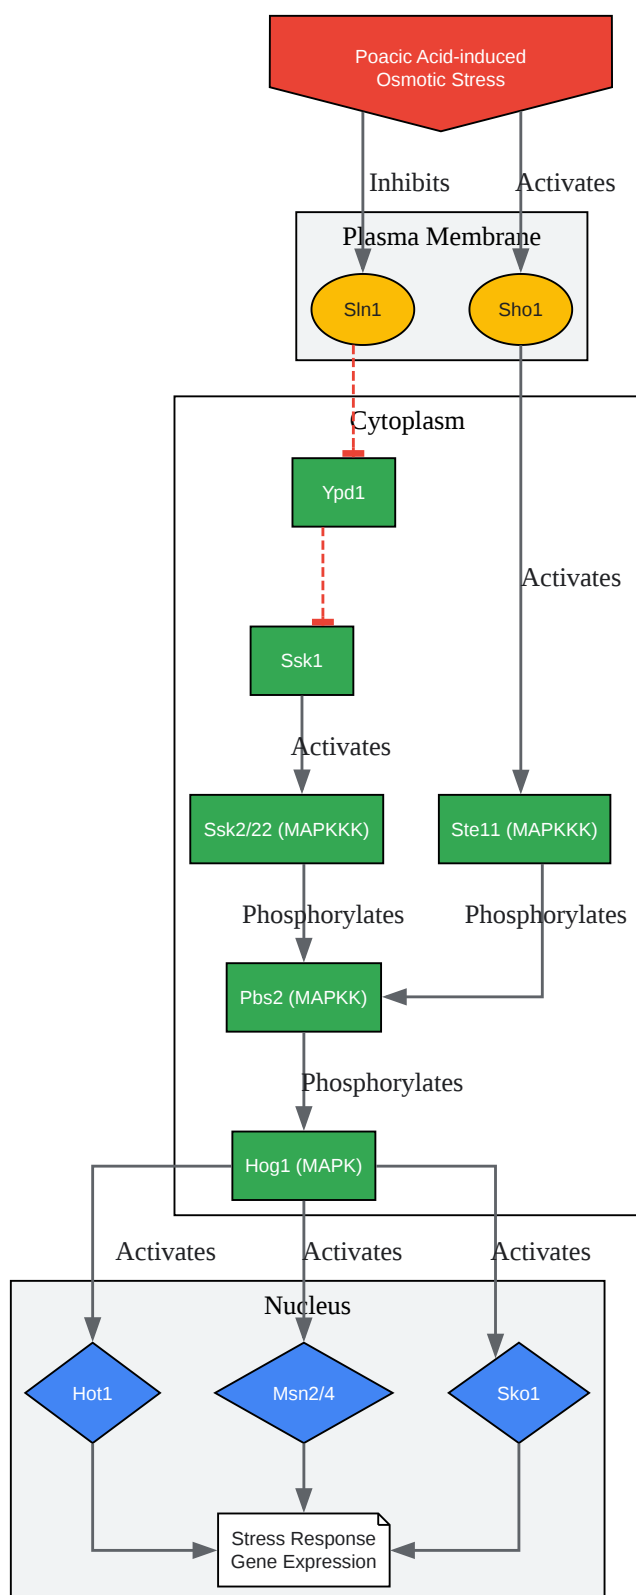 Poacic Acid-induced
Osmotic Stress
Inhibits
Activates
Plasma Membrane
Sln1
Sho1
Cytoplasm
Ypd1
Activates
Ssk1
Activates
Ssk2/22 (MAPKKK)
Ste11 (MAPKKK)
Phosphorylates
Phosphorylates
Pbs2 (MAPKK)
Phosphorylates
Hog1 (MAPK)
Activates
Activates
Activates
Nucleus
Hot1
Msn2/4
Sko1
Stress Response
Gene Expression